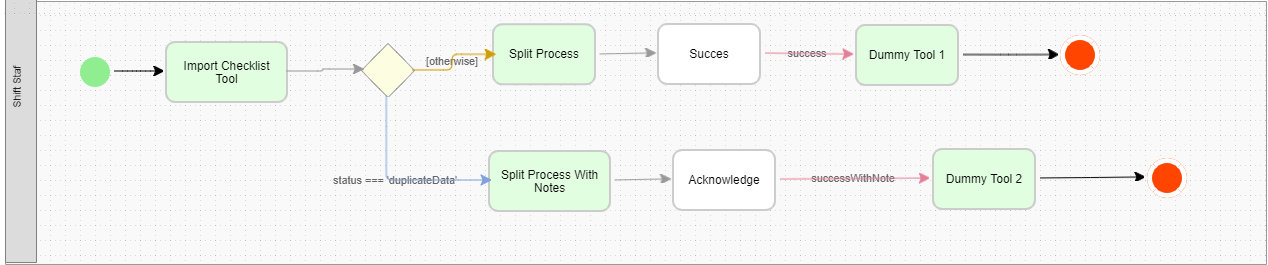 Shift Staf
Import Checklist
Tool
[otherwise]
Split Process
Succes
success
Dummy Tool 1
status === 'duplicateData'
Split Process With
Notes
Acknowledge
successWithNote
Dummy Tool 2